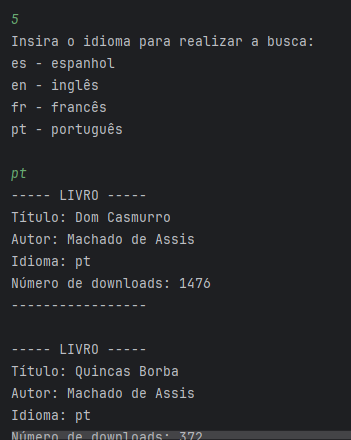 5
Insira o idioma para realizar a busca:
es - espanhol
en - inglês
fr - francês
pt - português
pt
----- LIVRO -----
Título: Dom Casmurro
Autor: Machado de Assis
Idioma: pt
Número de downloads: 1476
-----------------
----- LIVRO -----
Título: Quincas Borba
Autor: Machado de Assis
Idioma: pt
Número de downloads: 372